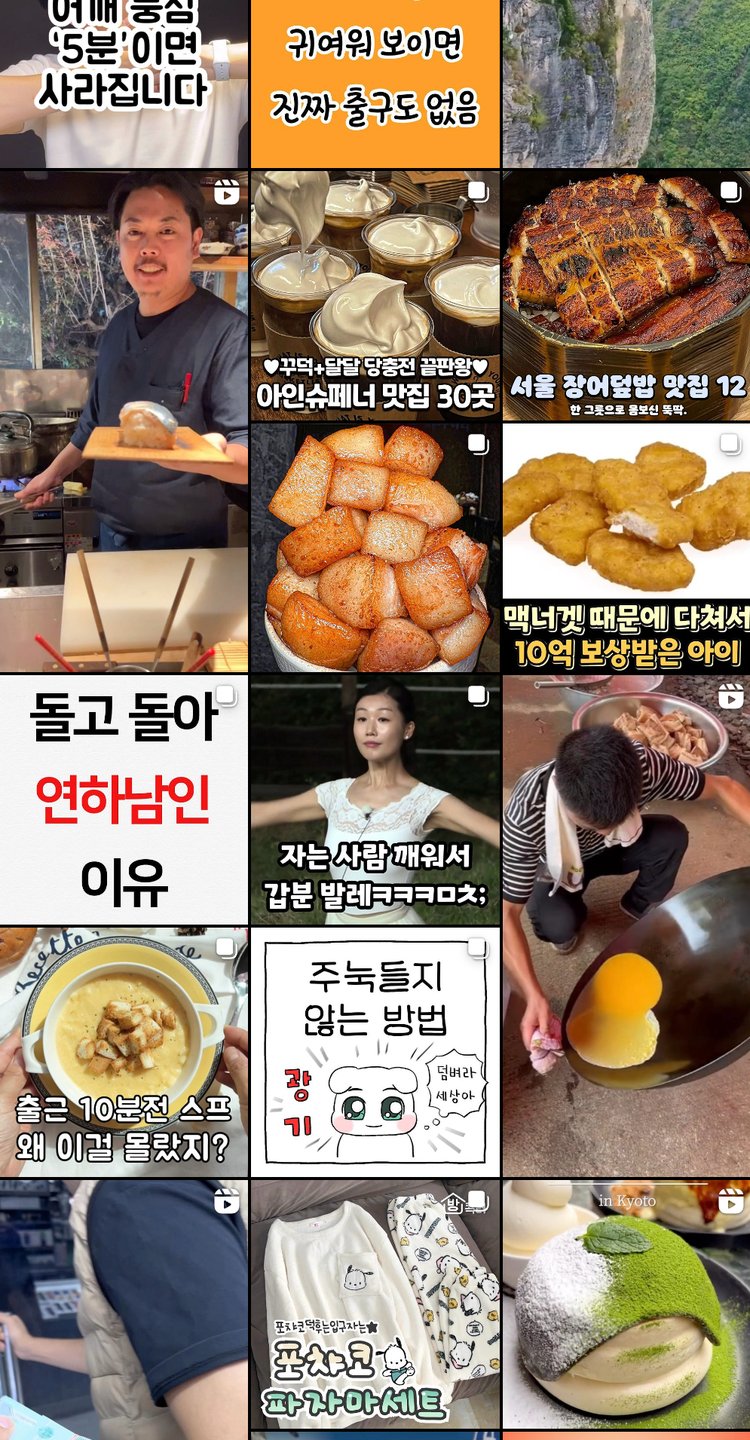 어깨 뭉침
'5분'이면
사라집니다
귀여워 보이면
진짜 출구도 없음
♥꾸덕+달달 당충전 끝판왕♥
아인슈페너 맛집 30곳
서울 장어덮밥 맛집 12
한 그릇으로 몸보신 뚝딱.
맥너겟 때문에 다쳐서
10억 보상받은 아이
돌고 돌아
연하남인
이유
자는 사람 깨워서
갑분 발레ㅋㅋㅋㅁㅊ;
출근 10분전 스프
왜 이걸 몰랐지?
주눅들지
않는 방법
광
기
덤벼라
세상아
포챠코덕후는입구자는★
포챠코
파자마세트
in Kyoto